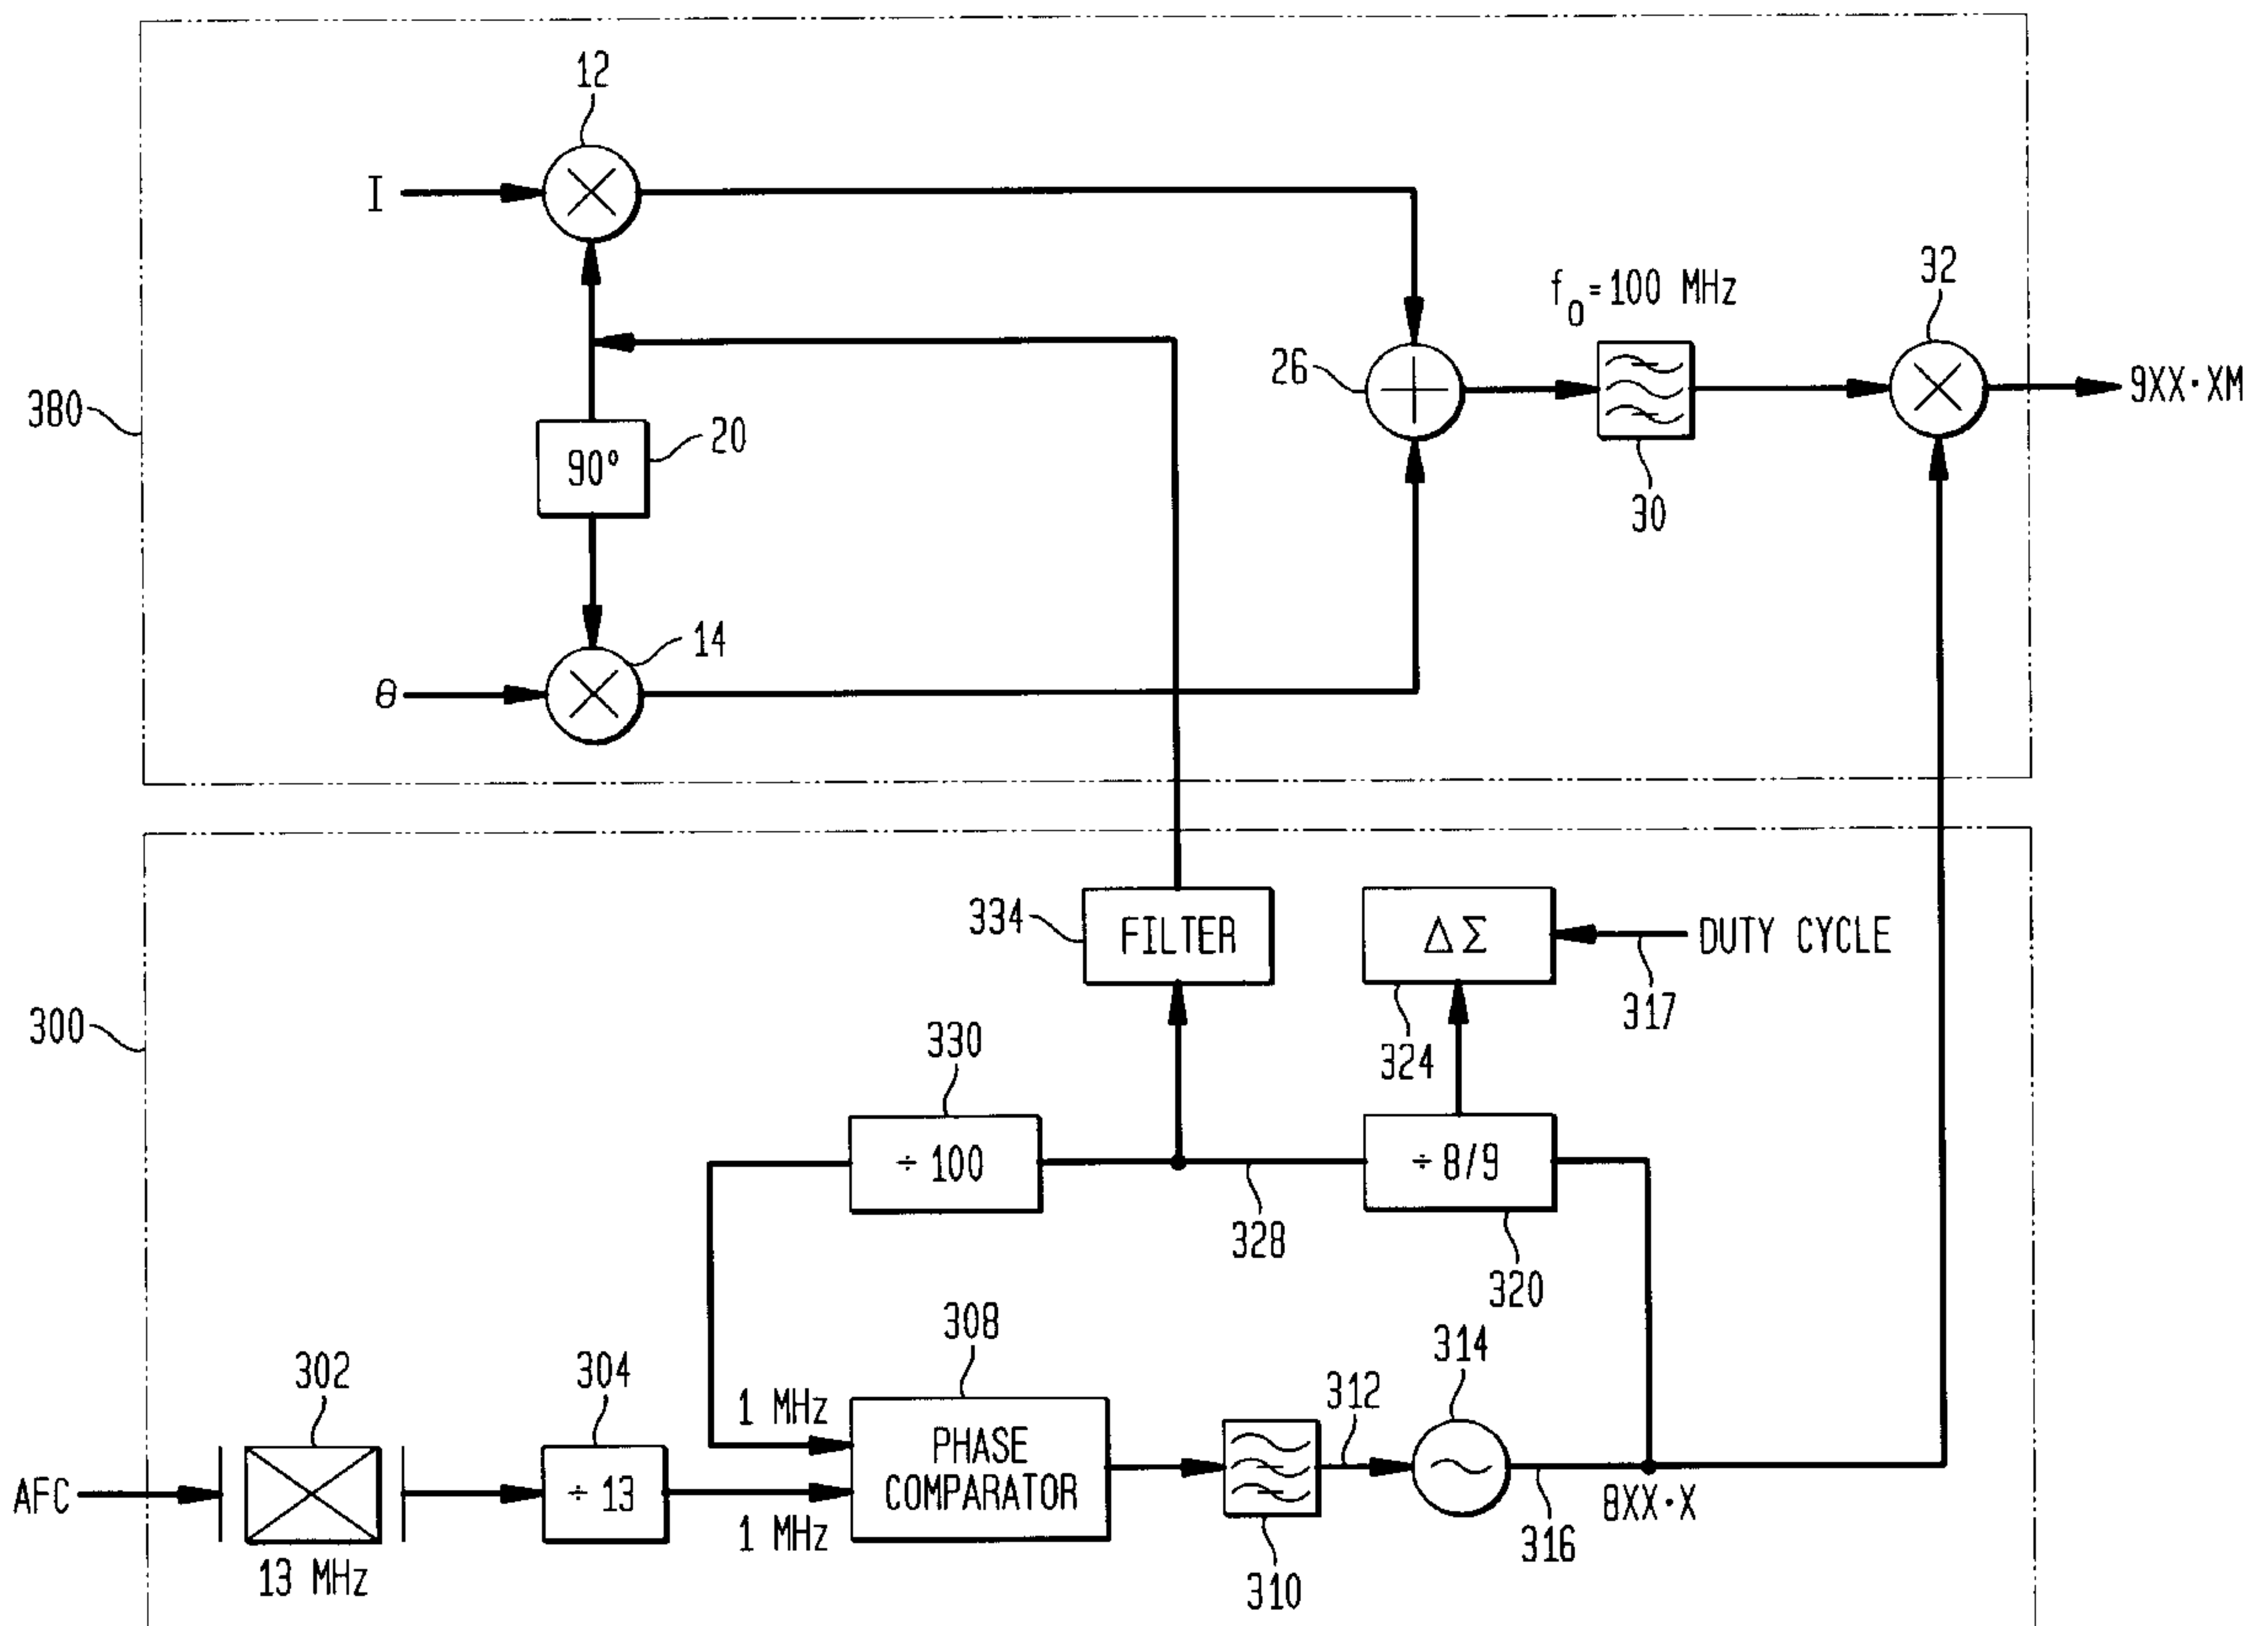 12
I
32
f₀=100 MHz
26
9XX·XM
380
20
90°
30
14
θ
334
FILTER
ΔΣ
DUTY CYCLE
317
300
330
324
÷ 100
÷ 8/9
328
320
308
314
302
304
1 MHz
312
PHASE
COMPARATOR
AFC
÷ 13
8XX·X
1 MHz
316
13 MHz
310